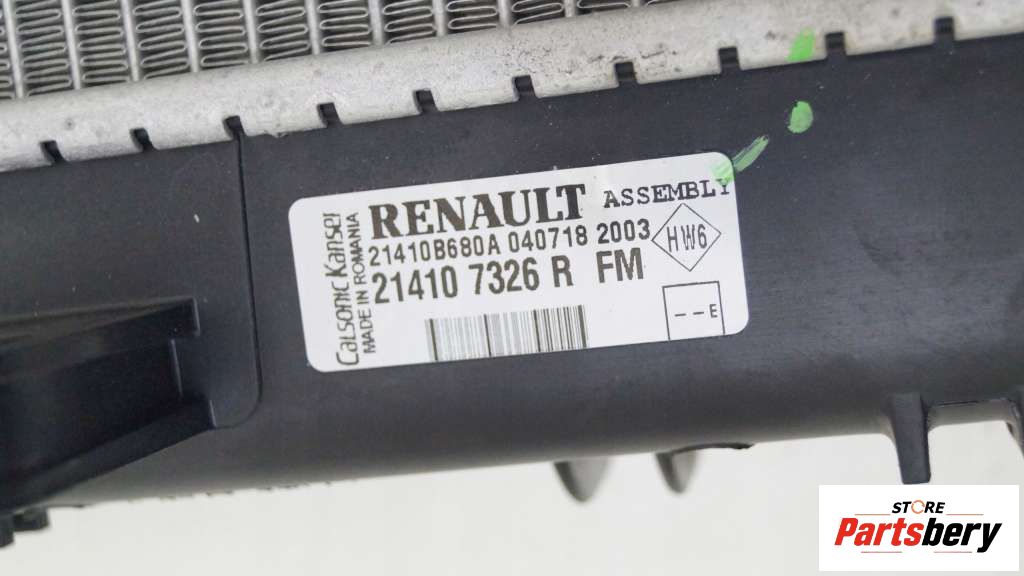 Calsonic Kansei
MADE IN ROMANIA
RENAULT ASSEMBLY
21410B680A 040718 2003
21410 7326 R FM
HW6
--E
STORE
Partsbery